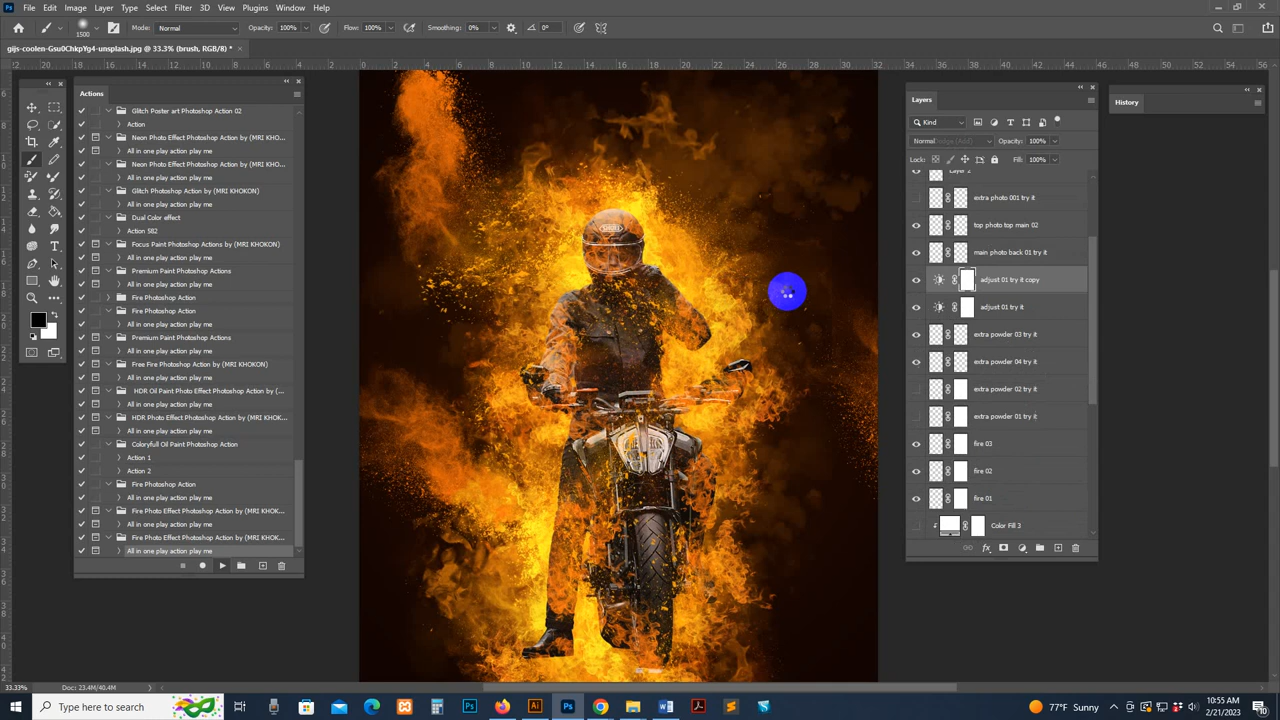 Ps File Edit Image Layer Type Select Filter 3D View Plugins Window Help
1500 Mode: Normal Opacity: 100% Flow: 100% Smoothing: 0% 0°
gijs-coolen-Gsu0ChkpYg4-unsplash.jpg @ 33.3% (brush, RGB/8) *
Actions
Glitch Poster art Photoshop Action 02
Action
Neon Photo Effect Photoshop Action by (MRI KHO...
All in one play action play me
Neon Photo Effect Photoshop Action by (MRI KHO...
All in one play action play me
Glitch Photoshop Action by (MRI KHOKON)
All in one play action play me
Dual Color effect
Action 582
Focus Paint Photoshop Actions by (MRI KHOKON)
All in one play action play me
Premium Paint Photoshop Actions
All in one play action play me
Fire Photoshop Action
Fire Photoshop Action
All in one play action play me
Premium Paint Photoshop Actions
All in one play action play me
Free Fire Photoshop Action by (MRI KHOKON)
All in one play action play me
HDR Oil Paint Photo Effect Photoshop Action by (...
All in one play action play me
HDR Photo Effect Photoshop Action by (MRI KHOK...
All in one play action play me
Coloryfull Oil Paint Photoshop Action
Action 1
Action 2
Fire Photoshop Action
All in one play action play me
Fire Photo Effect Photoshop Action by (MRI KHOK...
All in one play action play me
Fire Photo Effect Photoshop Action by (MRI KHOK...
All in one play action play me
Layers
Kind
Normal Opacity: 100%
Lock: Fill: 100%
Layer 2
extra photo 001 try it
top photo top main 02
main photo back 01 try it
adjust 01 try it copy
adjust 01 try it
extra powder 03 try it
extra powder 04 try it
extra powder 02 try it
extra powder 01 try it
fire 03
fire 02
fire 01
Color Fill 3
History
33.33% Doc: 23.4M/40.4M
Type here to search
77°F Sunny
10:55 AM
2/21/2023